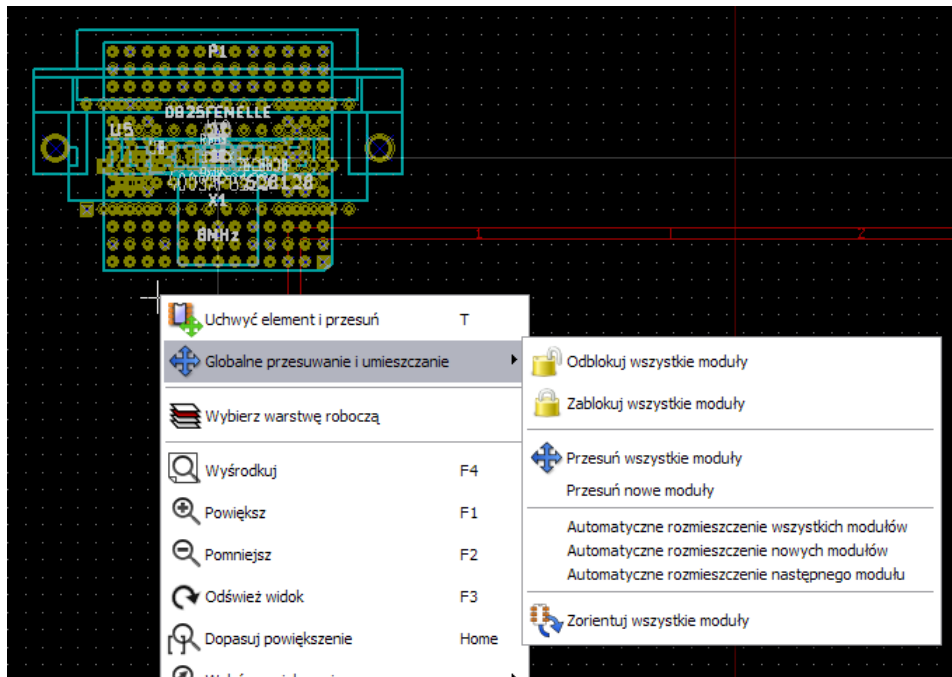 P1
DB25FEMELLE
U5
X1
8MHz
1
2
Uchwyć element i przesuń T
Globalne przesuwanie i umieszczanie
Wybierz warstwę roboczą
Wyśrodkuj F4
Powiększ F1
Pomniejsz F2
Odśwież widok F3
Dopasuj powiększenie Home
Odblokuj wszystkie moduły
Zablokuj wszystkie moduły
Przesuń wszystkie moduły
Przesuń nowe moduły
Automatyczne rozmieszczenie wszystkich modułów
Automatyczne rozmieszczenie nowych modułów
Automatyczne rozmieszczenie następnego modułu
Zorientuj wszystkie moduły